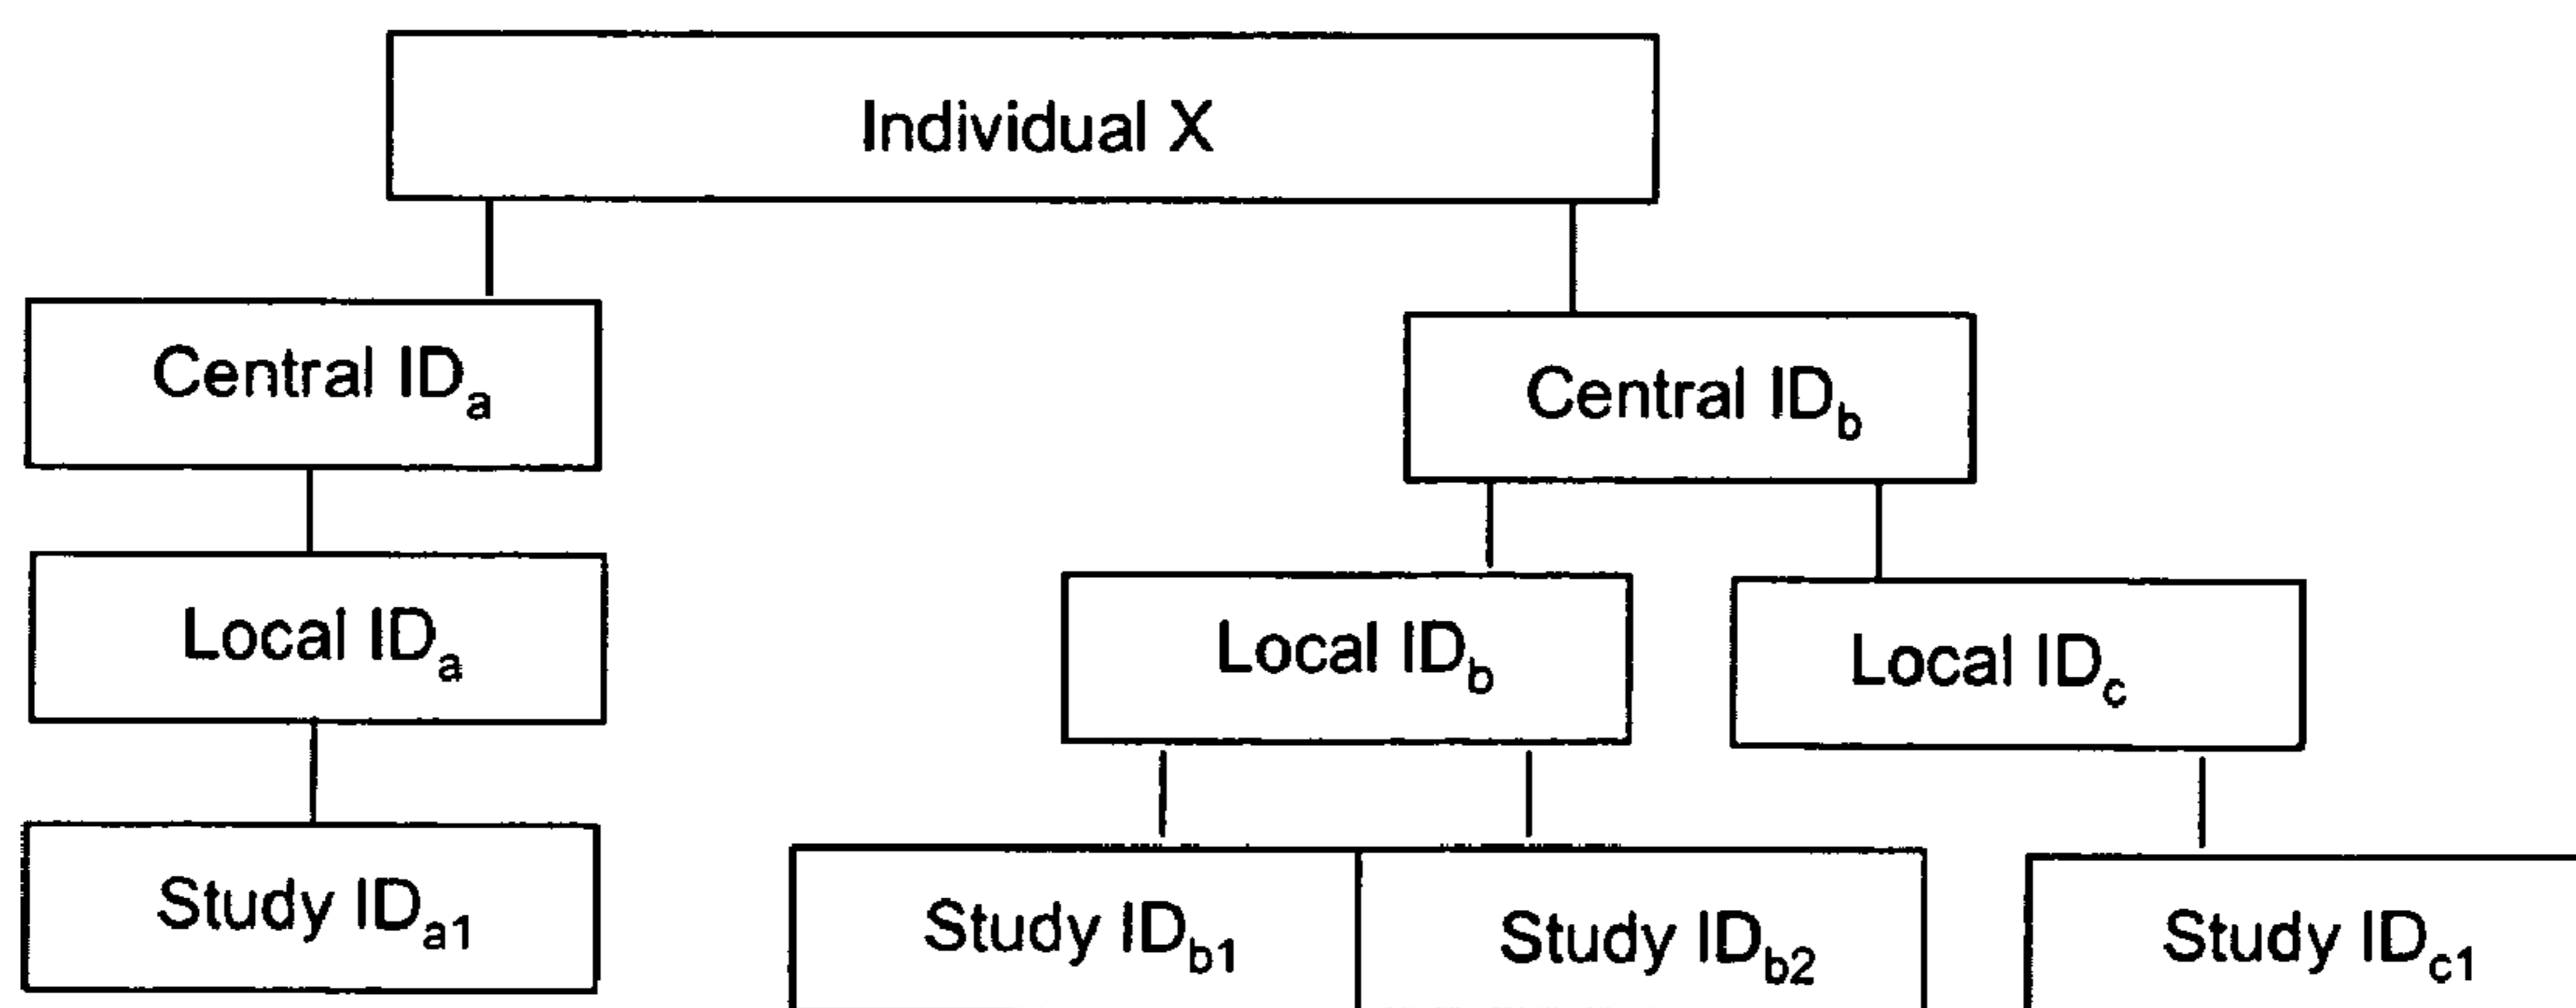 Individual X
Central IDa
Central IDb
Local IDa
Local IDb
Local IDc
Study IDa1
Study IDb1
Study IDb2
Study IDc1